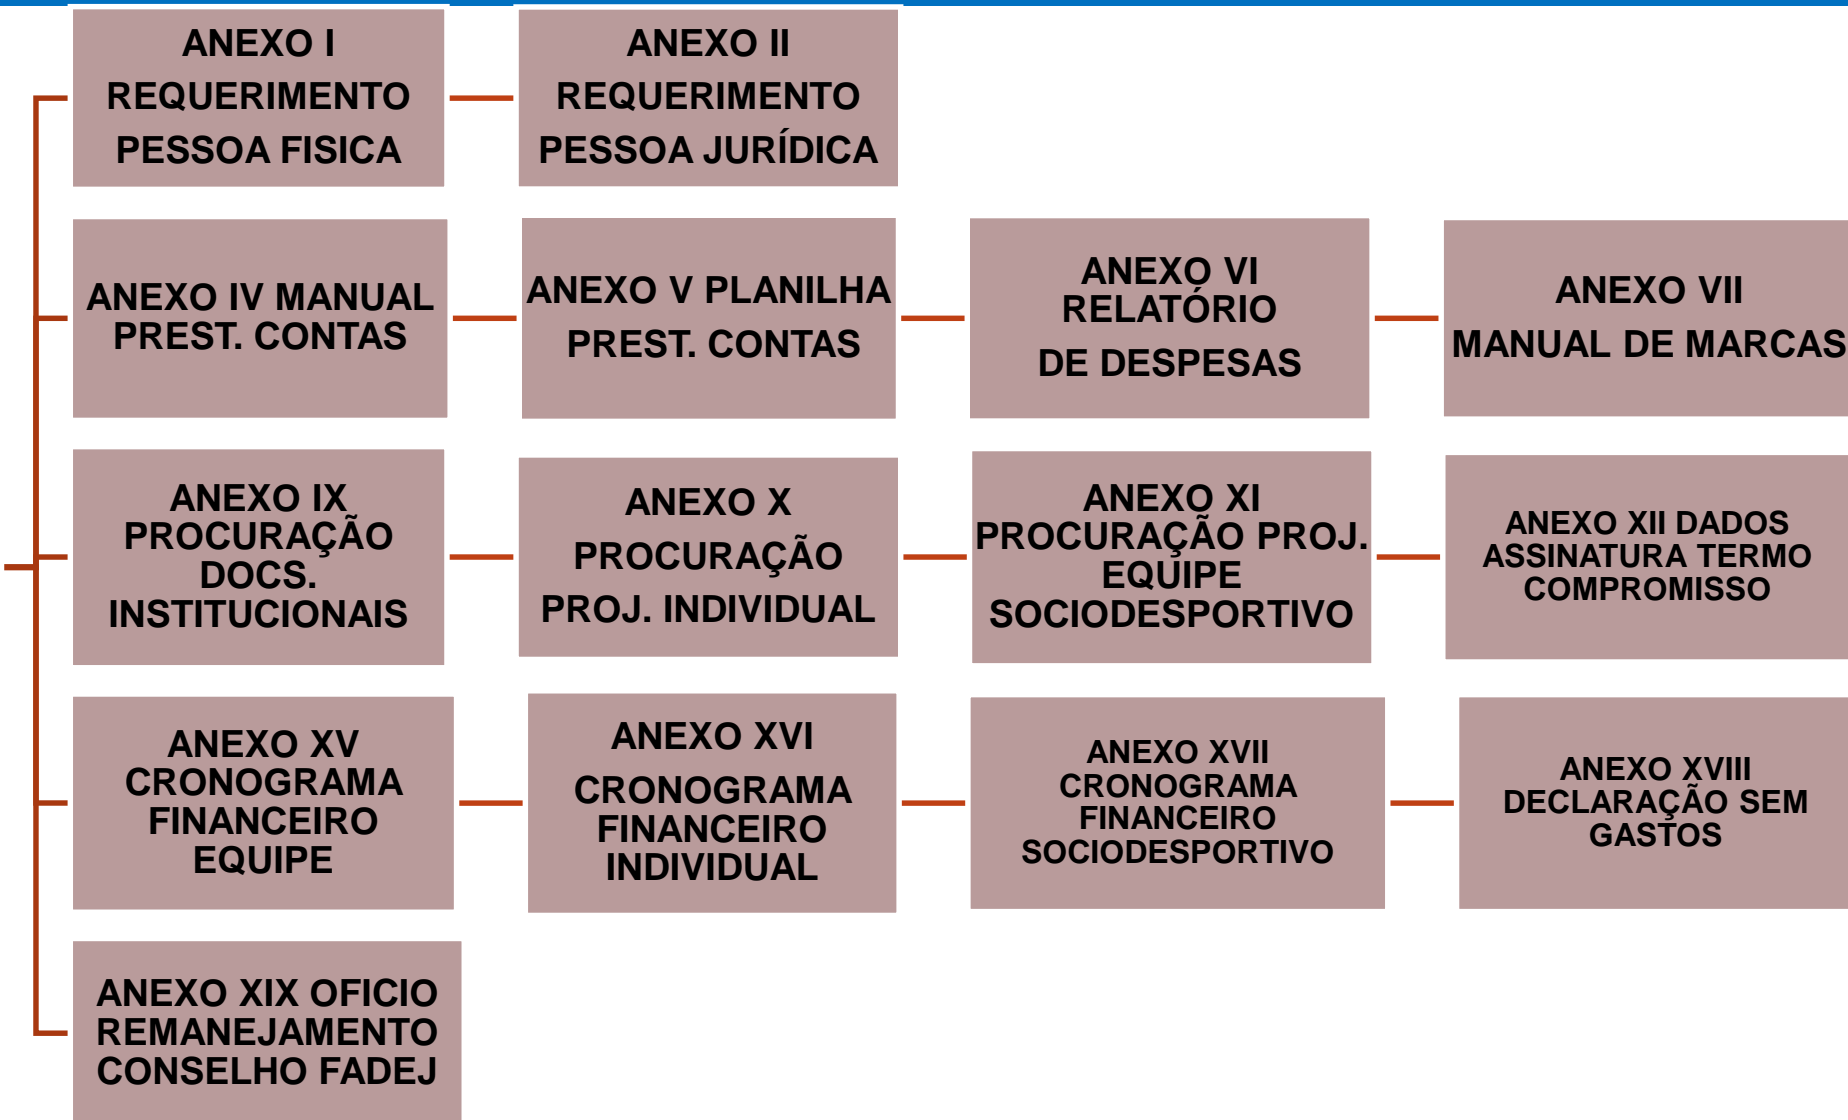 ANEXO I
REQUERIMENTO
PESSOA FISICA
ANEXO II
REQUERIMENTO
PESSOA JURÍDICA
ANEXO IV MANUAL
PREST. CONTAS
ANEXO V PLANILHA
PREST. CONTAS
ANEXO VI
RELATÓRIO
DE DESPESAS
ANEXO VII
MANUAL DE MARCAS
ANEXO IX
PROCURAÇÃO
DOCS.
INSTITUCIONAIS
ANEXO X
PROCURAÇÃO
PROJ. INDIVIDUAL
ANEXO XI
PROCURAÇÃO PROJ.
EQUIPE
SOCIODESPORTIVO
ANEXO XII DADOS
ASSINATURA TERMO
COMPROMISSO
ANEXO XV
CRONOGRAMA
FINANCEIRO
EQUIPE
ANEXO XVI
CRONOGRAMA
FINANCEIRO
INDIVIDUAL
ANEXO XVII
CRONOGRAMA
FINANCEIRO
SOCIODESPORTIVO
ANEXO XVIII
DECLARAÇÃO SEM
GASTOS
ANEXO XIX OFICIO
REMANEJAMENTO
CONSELHO FADEJ